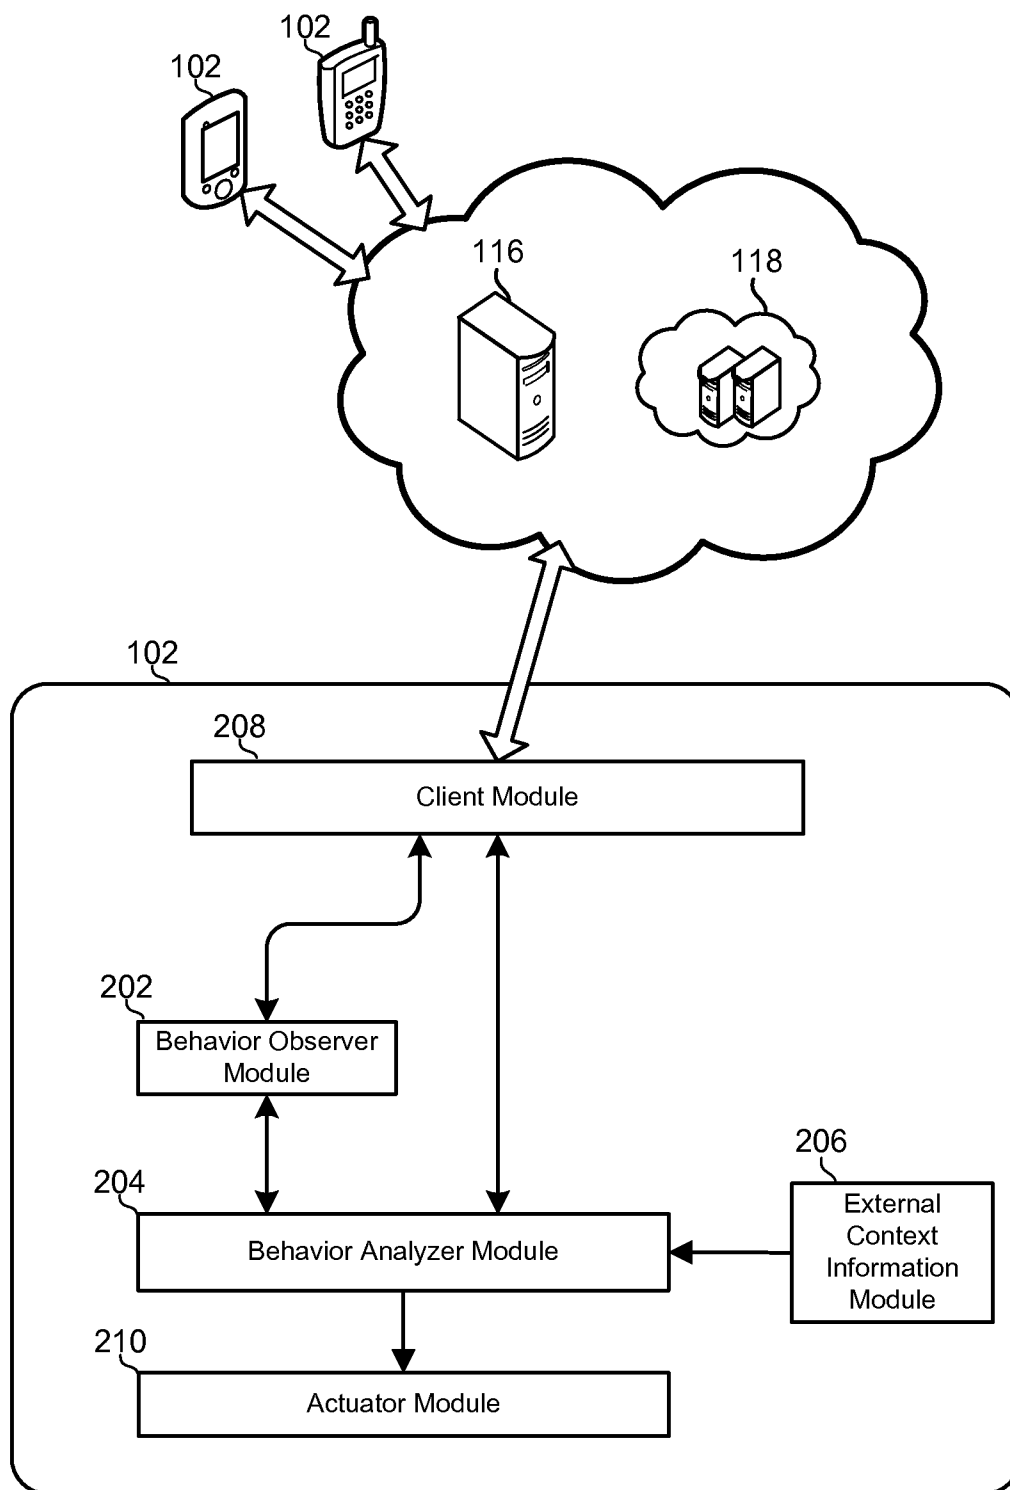 102
102
116
118
102
208
Client Module
202
Behavior Observer
Module
204
Behavior Analyzer Module
206
External
Context
Information
Module
210
Actuator Module